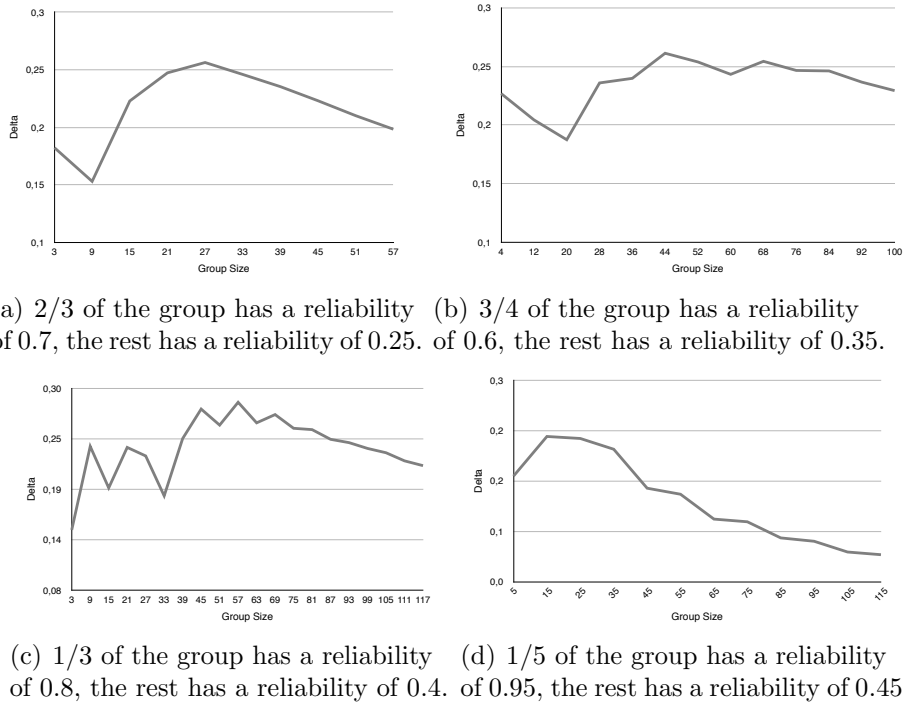 0,3
0,25
0,2
0,15
0,1
Delta
3 9 15 21 27 33 39 45 51 57
Group Size
0,3
0,25
0,2
0,15
0,1
Delta
4 12 20 28 36 44 52 60 68 76 84 92 100
Group Size
a) 2/3 of the group has a reliability
of 0.7, the rest has a reliability of 0.25.
(b) 3/4 of the group has a reliability
of 0.6, the rest has a reliability of 0.35.
0,30
0,25
0,19
0,14
0,08
Delta
3 9 15 21 27 33 39 45 51 57 63 69 75 81 87 93 99 105 111 117
Group Size
0,3
0,2
0,2
0,1
0,0
Delta
5 15 25 35 45 55 65 75 85 95 105 115
Group Size
(c) 1/3 of the group has a reliability
of 0.8, the rest has a reliability of 0.4.
(d) 1/5 of the group has a reliability
of 0.95, the rest has a reliability of 0.45